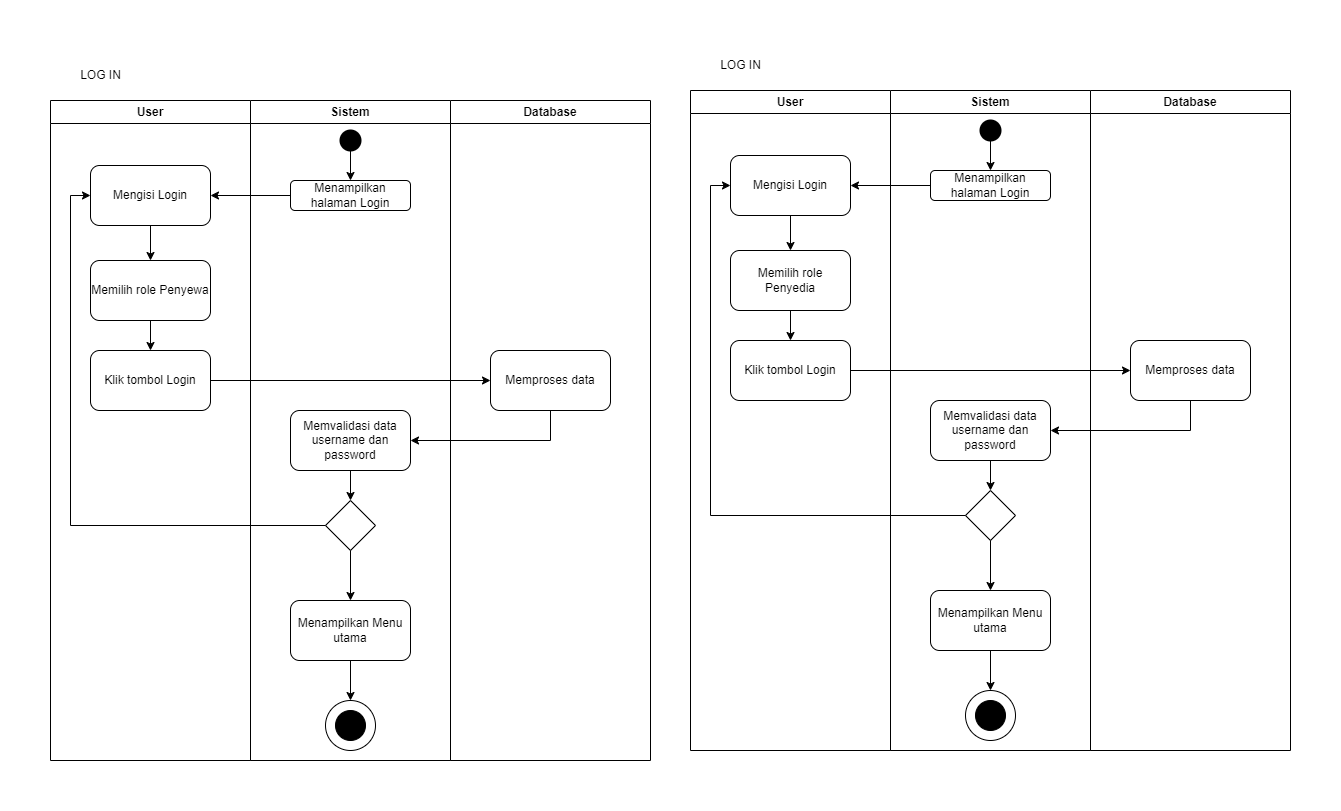 LOG IN
User
Sistem
Database
Menampilkan
halaman Login
Mengisi Login
Memilih role Penyewa
Klik tombol Login
Memproses data
Memvalidasi data
username dan
password
Menampilkan Menu
utama
LOG IN
User
Sistem
Database
Menampilkan
halaman Login
Mengisi Login
Memilih role
Penyedia
Klik tombol Login
Memproses data
Memvalidasi data
username dan
password
Menampilkan Menu
utama